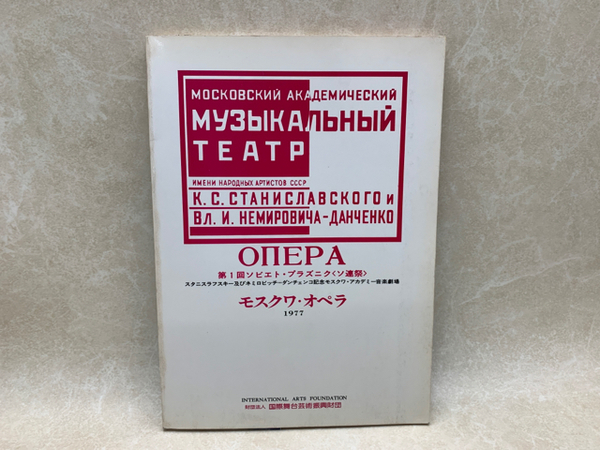 МОСКОВСКИЙ АКАДЕМИЧЕСКИЙ
МУЗЫКАЛЬНЫЙ
ТЕАТР
ИМЕНИ НАРОДНЫХ АРТИСТОВ СССР
К. С. СТАНИСЛАВСКОГО и
Вл. И. НЕМИРОВИЧА-ДАНЧЕНКО
ОПЕРА
第1回ソビエト・プラズニク〈ソ連祭〉
スタニスラフスキー及びネミロビッチ=ダンチェンコ記念モスクワ・アカデミー音楽劇場
モスクワ・オペラ
1977
INTERNATIONAL ARTS FOUNDATION
財団法人 国際舞台芸術振興財団